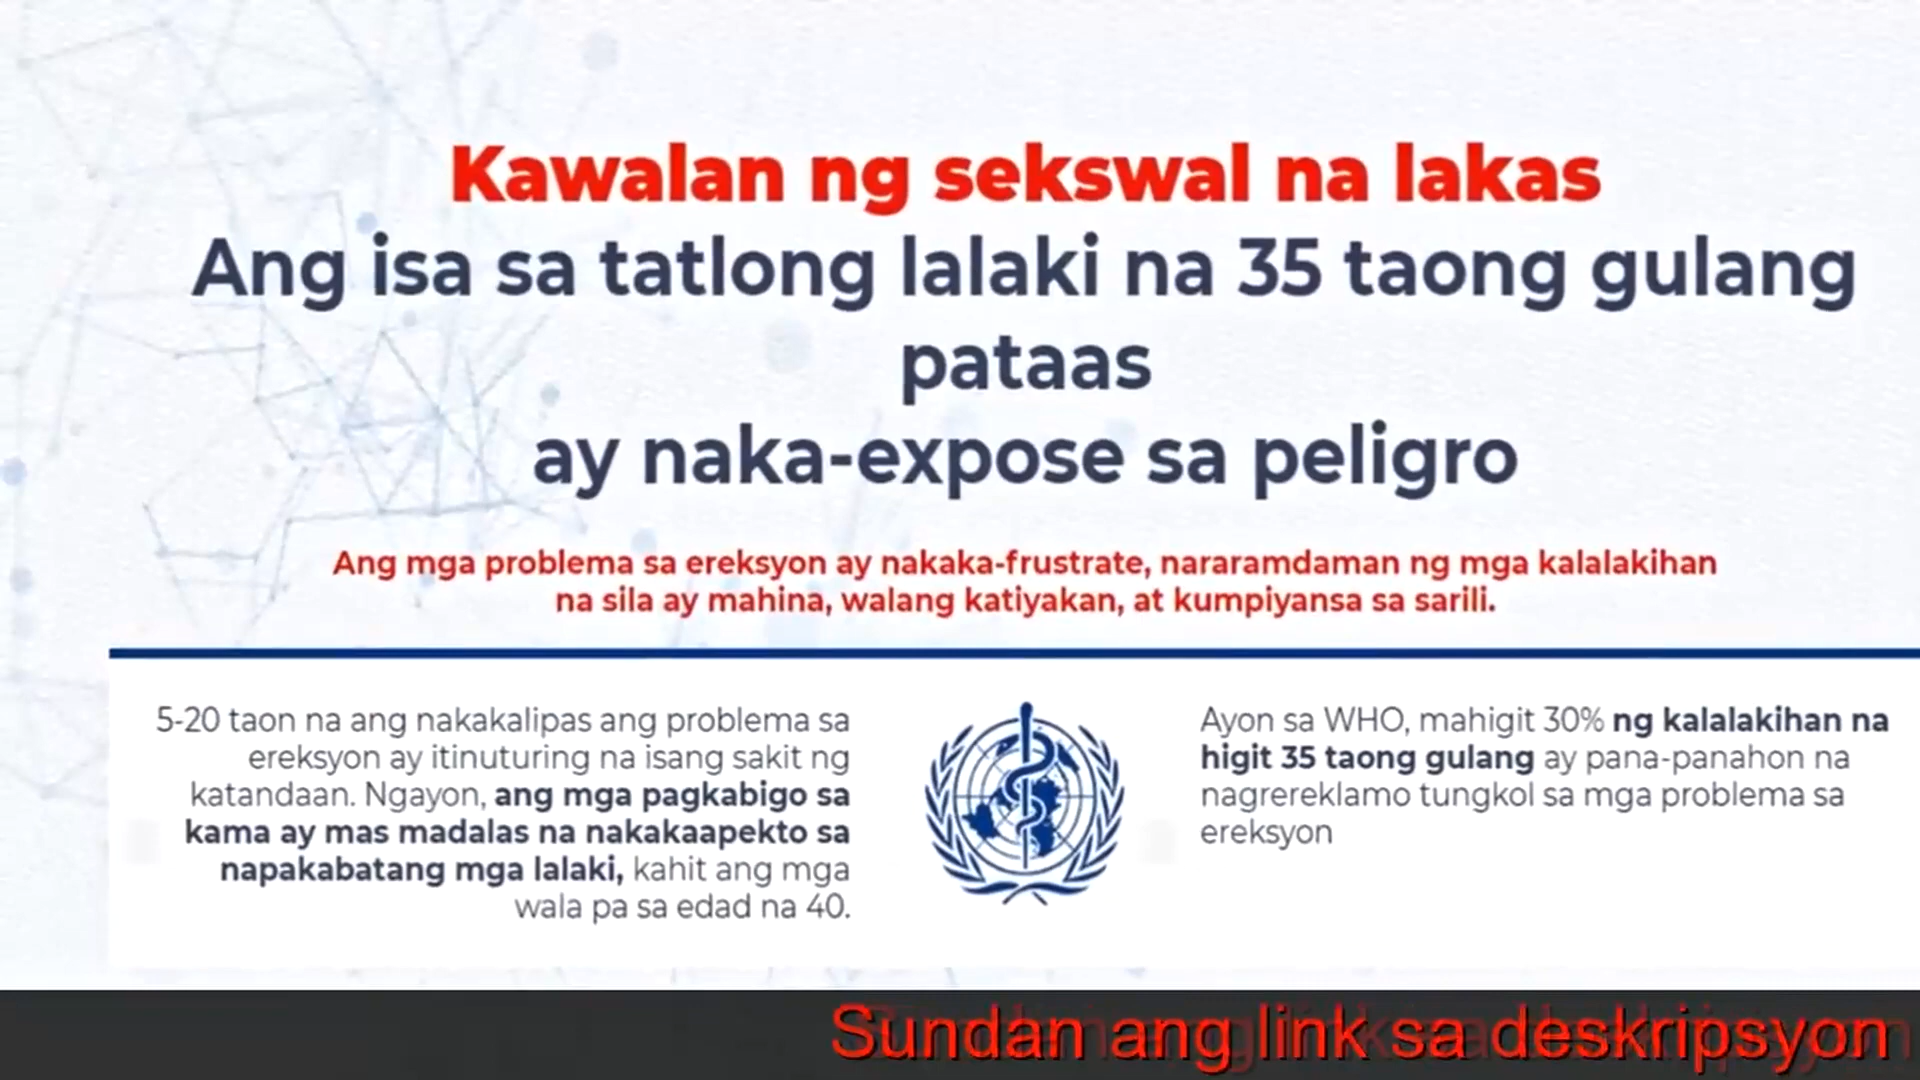 Kawalan ng sekswal na lakas
Ang isa sa tatlong lalaki na 35 taong gulang
pataas
ay naka-expose sa peligro
Ang mga problema sa ereksyon ay nakaka-frustrate, nararamdaman ng mga kalalakihan
na sila ay mahina, walang katiyakan, at kumpiyansa sa sarili.
5-20 taon na ang nakakalipas ang problema sa
ereksyon ay itinuturing na isang sakit ng
katandaan. Ngayon, ang mga pagkabigo sa
kama ay mas madalas na nakakaapekto sa
napakabatang mga lalaki, kahit ang mga
wala pa sa edad na 40.
Ayon sa WHO, mahigit 30% ng kalalakihan na
higit 35 taong gulang ay pana-panahon na
nagrereklamo tungkol sa mga problema sa
ereksyon
Sundan ang link sa deskripsyon